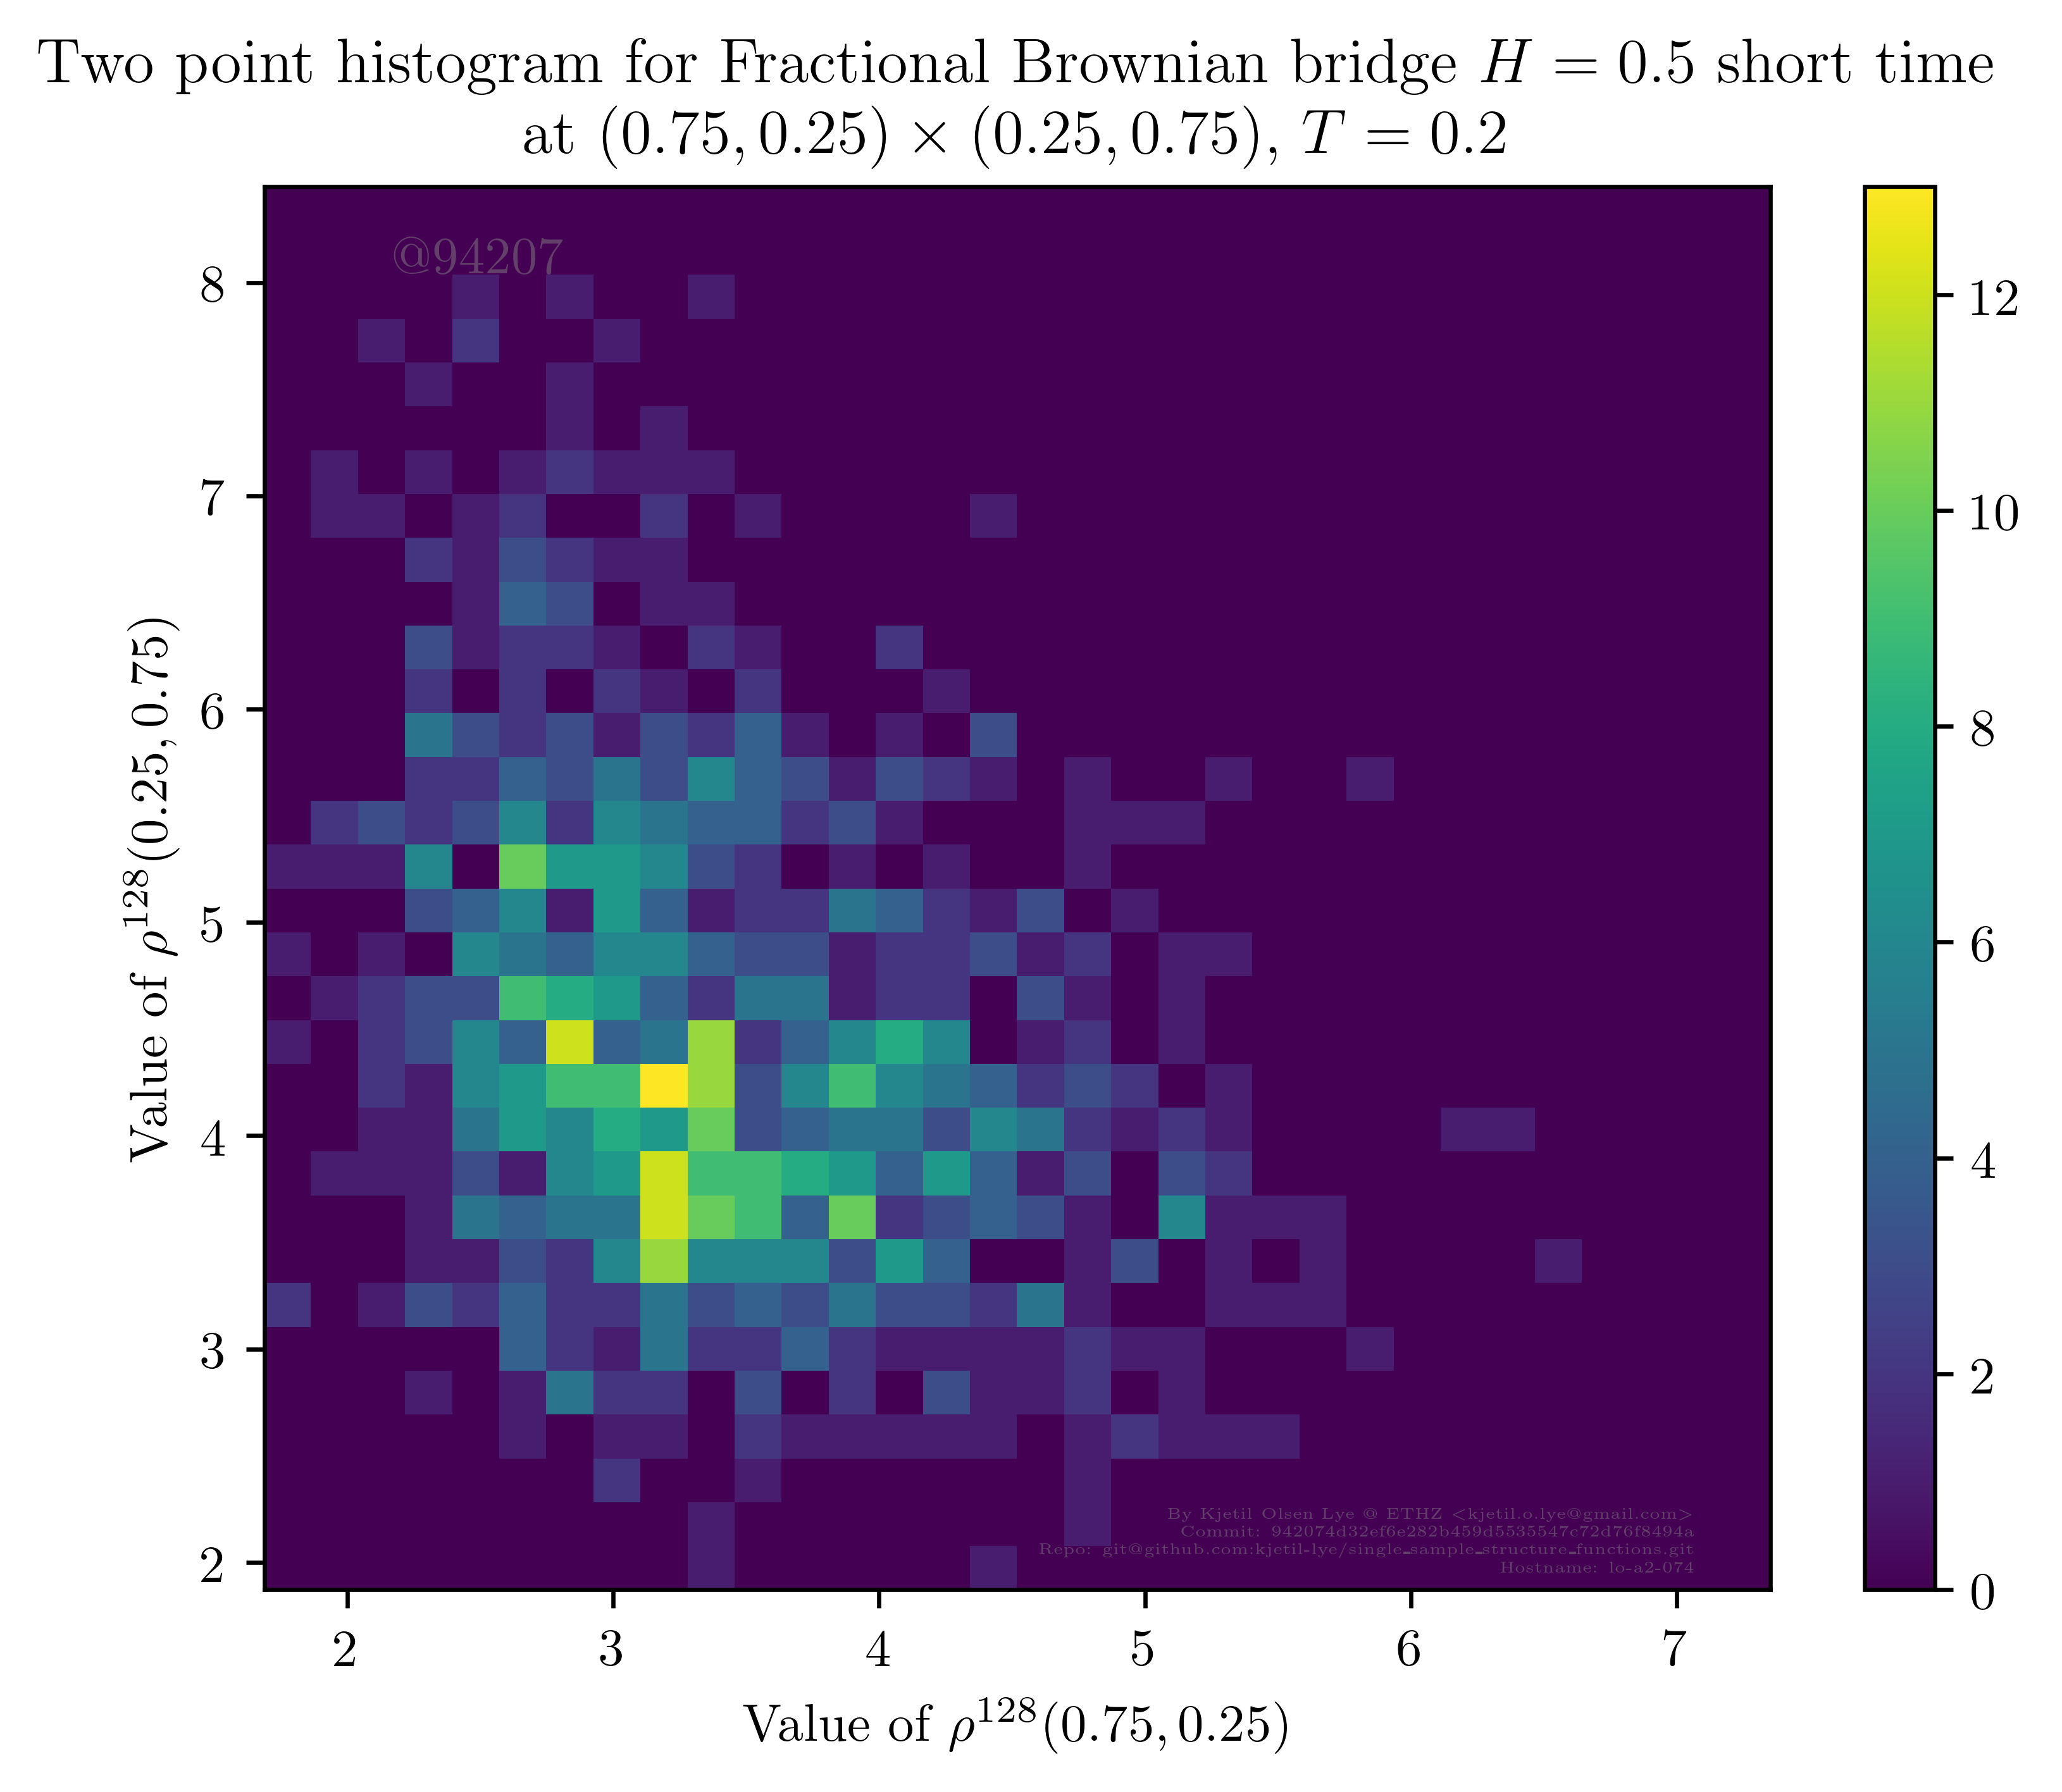 Two point histogram for Fractional Brownian bridge H = 0.5 short time
at (0.75, 0.25) × (0.25, 0.75), T = 0.2
@94207
8
7
6
5
4
3
2
Value of ρ^128(0.25, 0.75)
2 3 4 5 6 7
Value of ρ^128(0.75, 0.25)
12
10
8
6
4
2
0
By Kjetil Olsen Lye @ ETHZ <kjetil.o.lye@gmail.com>
Commit: 942074d32ef6e282b459d5535547c72d76f8494a
Repo: git@github.com:kjetil-lye/single_sample_structure_functions.git
Hostname: lo-a2-074